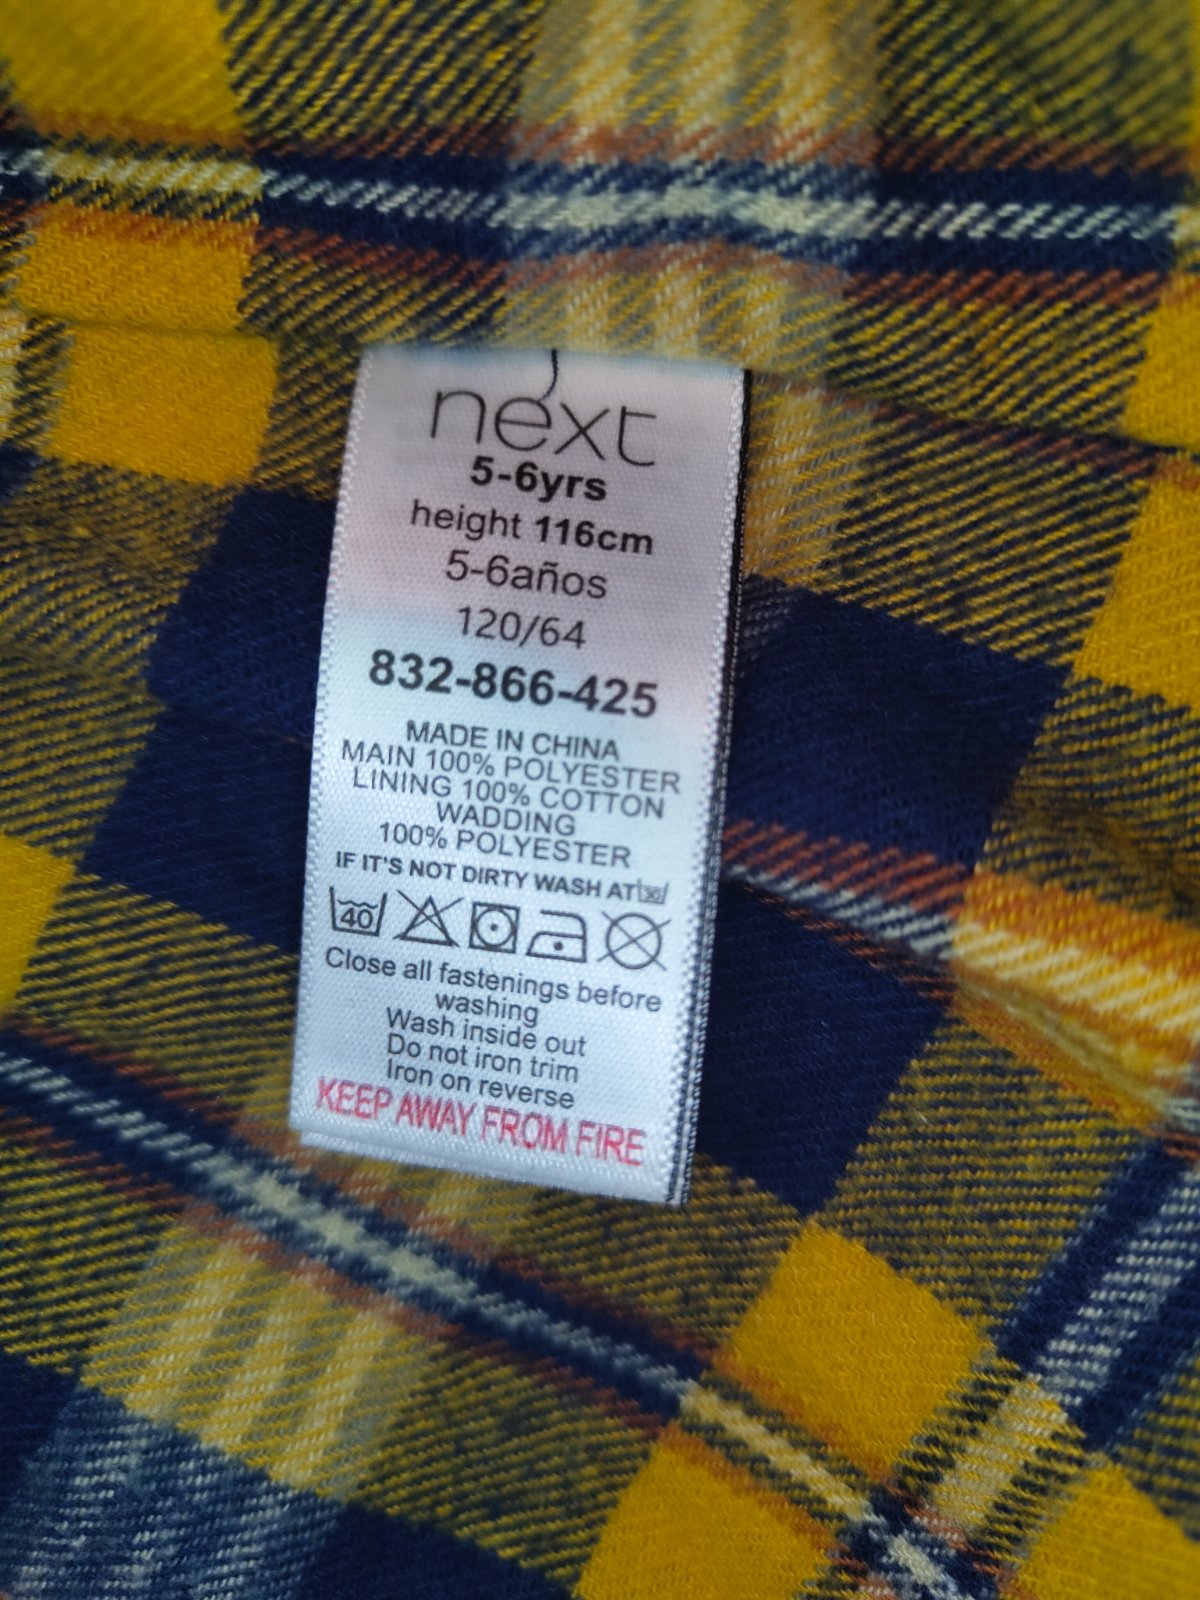 next
5-6yrs
height 116cm
5-6años
120/64
832-866-425
MADE IN CHINA
MAIN 100% POLYESTER
LINING 100% COTTON
WADDING
100% POLYESTER
IF IT'S NOT DIRTY WASH AT 30
40
Close all fastenings before
washing
Wash inside out
Do not iron trim
Iron on reverse
KEEP AWAY FROM FIRE